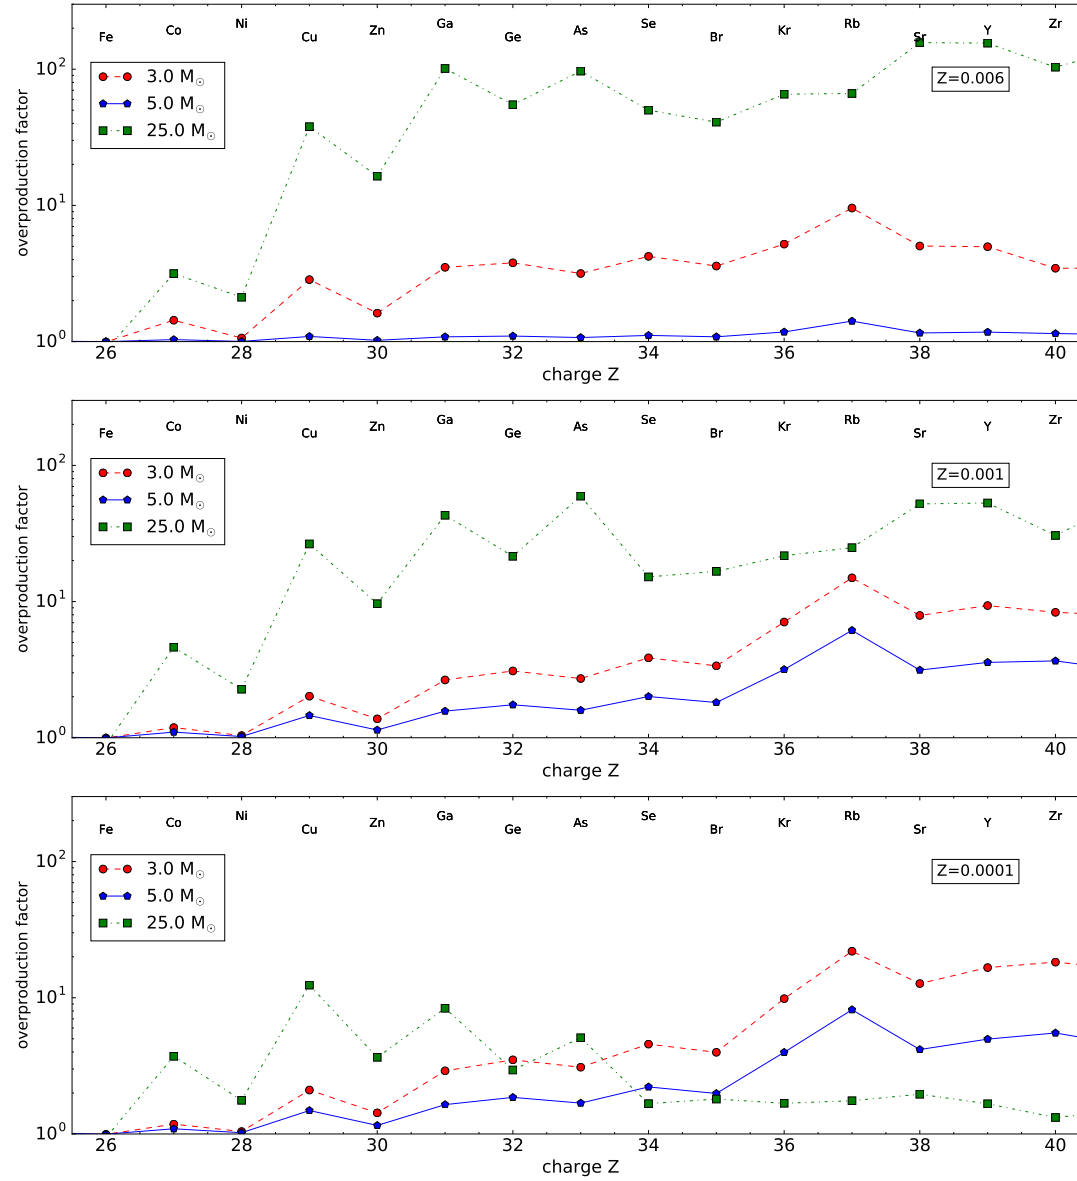 Fe Co Ni Cu Zn Ga Ge As Se Br Kr Rb Sr Y Zr
10²
10¹
10⁰
overproduction factor
3.0 M☉
5.0 M☉
25.0 M☉
Z=0.006
26 28 30 32 34 36 38 40
charge Z
Fe Co Ni Cu Zn Ga Ge As Se Br Kr Rb Sr Y Zr
10²
10¹
10⁰
overproduction factor
3.0 M☉
5.0 M☉
25.0 M☉
Z=0.001
26 28 30 32 34 36 38 40
charge Z
Fe Co Ni Cu Zn Ga Ge As Se Br Kr Rb Sr Y Zr
10²
10¹
10⁰
overproduction factor
3.0 M☉
5.0 M☉
25.0 M☉
Z=0.0001
26 28 30 32 34 36 38 40
charge Z